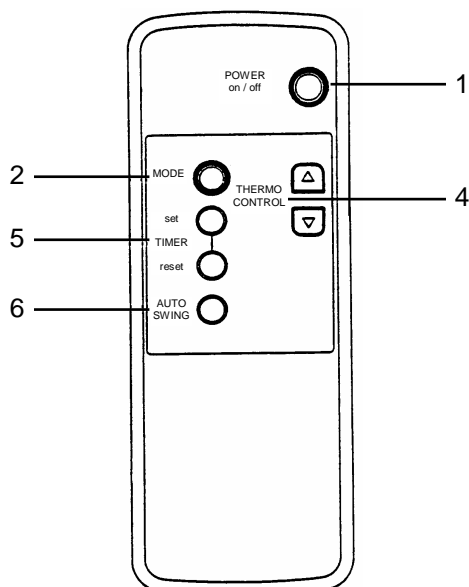 POWER
on / off
1
2
MODE
THERMO
CONTROL
4
set
5
TIMER
reset
6
AUTO
SWING